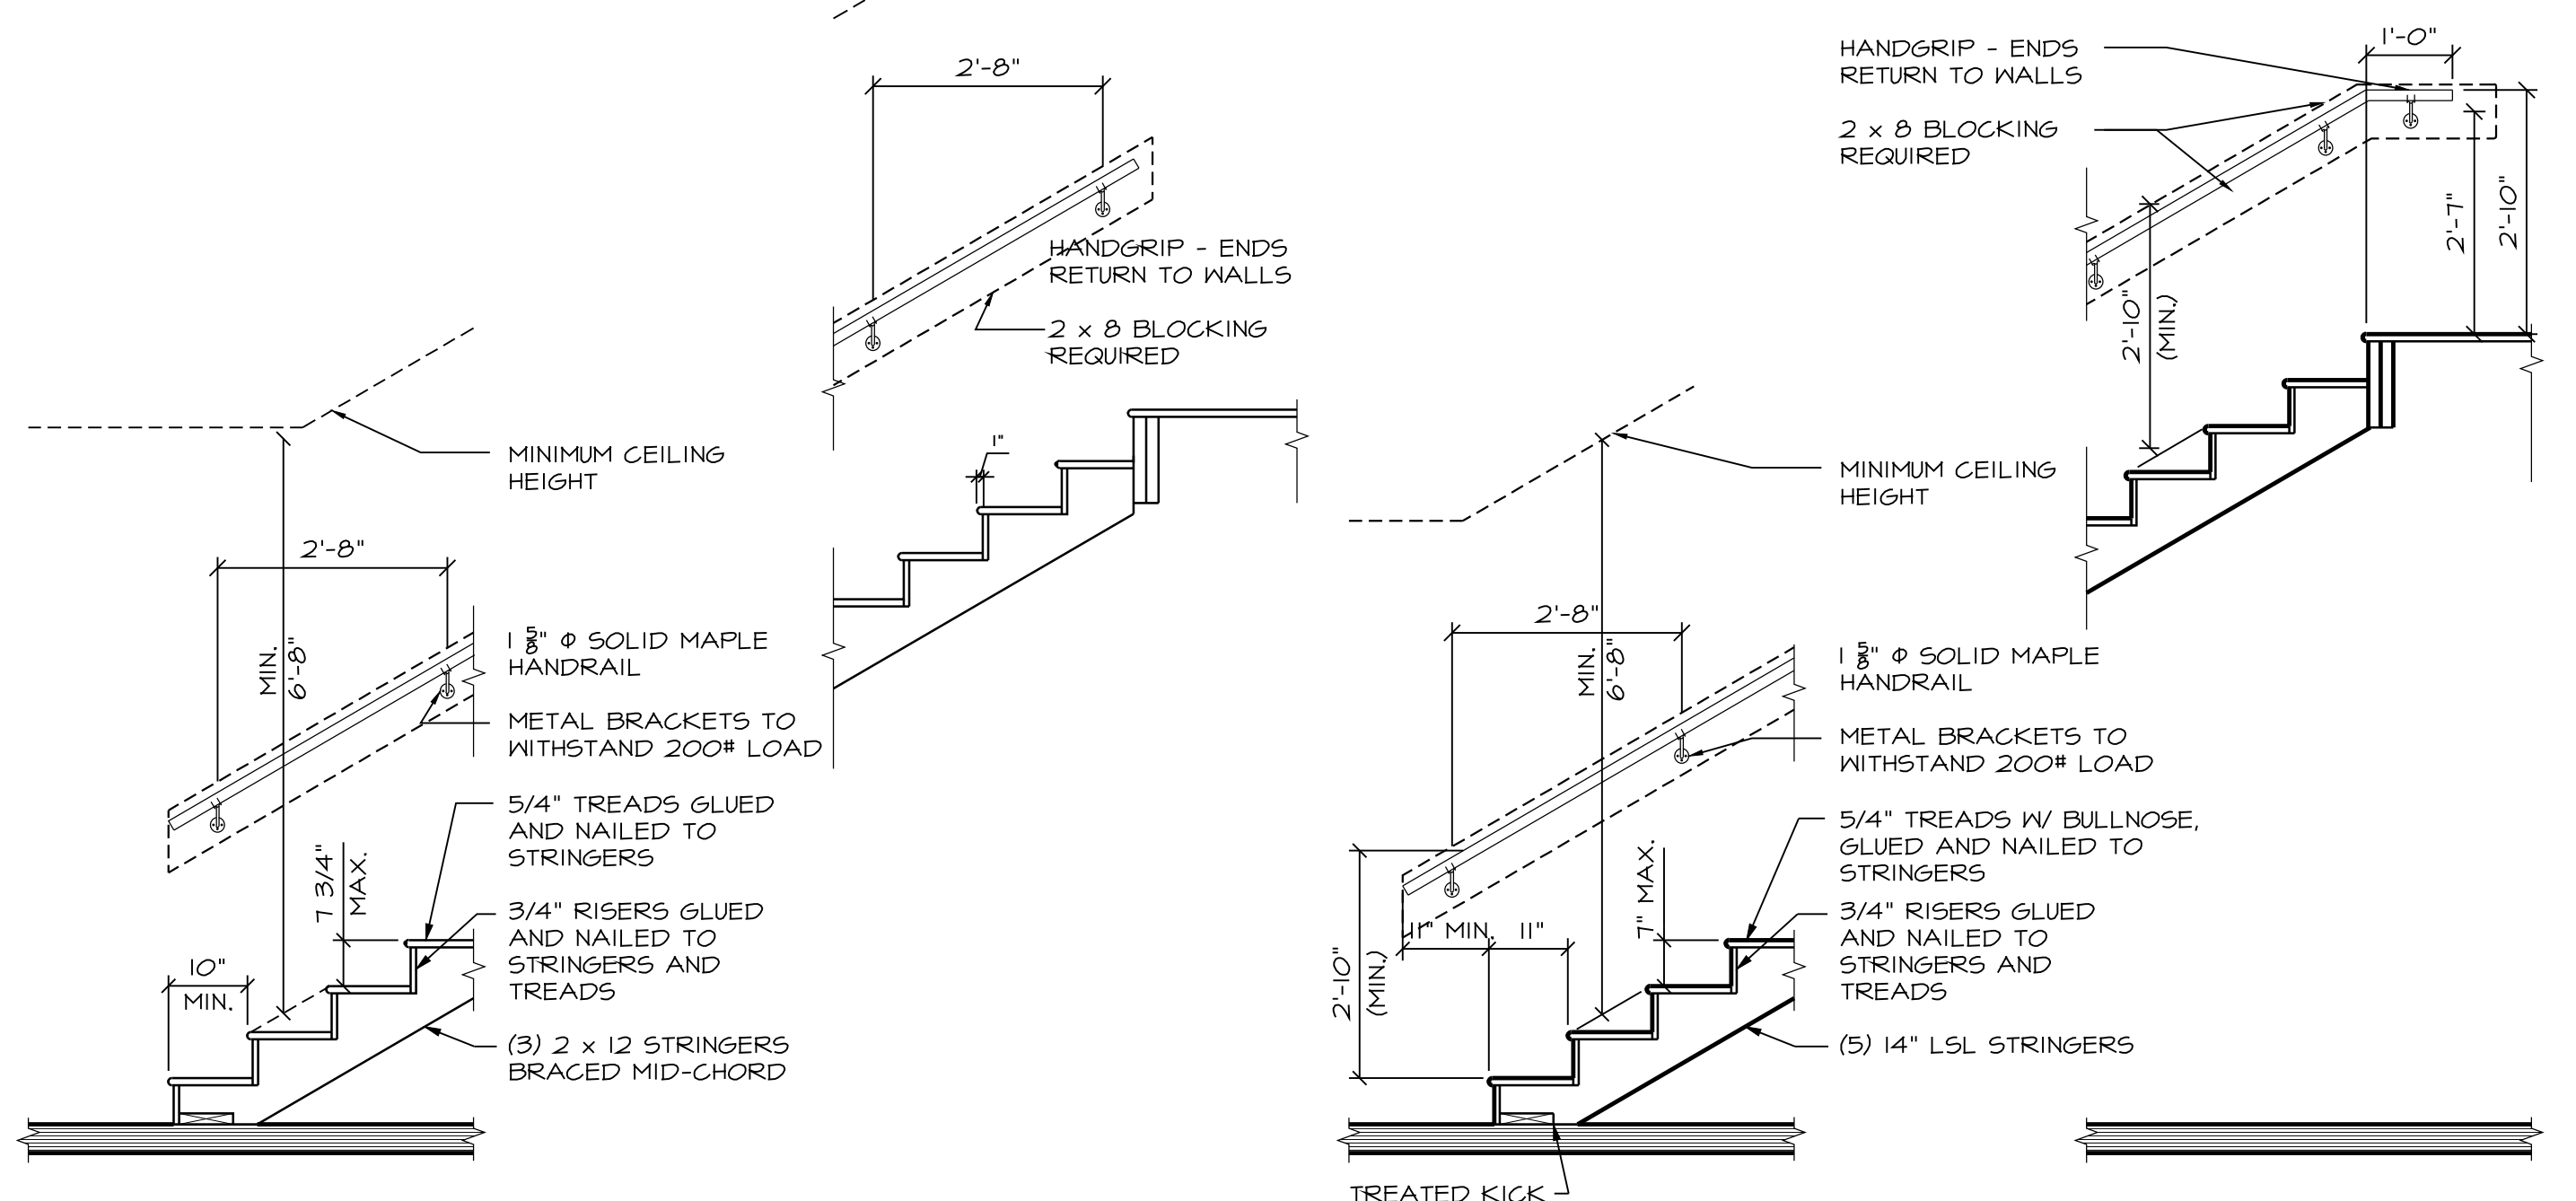 2'-8"
HANDGRIP - ENDS
RETURN TO WALLS
2 x 8 BLOCKING
REQUIRED
1"
MINIMUM CEILING
HEIGHT
2'-8"
MIN.
6'-8"
1 5/8" Φ SOLID MAPLE
HANDRAIL
METAL BRACKETS TO
WITHSTAND 200# LOAD
5/4" TREADS GLUED
AND NAILED TO
STRINGERS
7 3/4"
MAX.
3/4" RISERS GLUED
AND NAILED TO
STRINGERS AND
TREADS
10"
MIN.
(3) 2 x 12 STRINGERS
BRACED MID-CHORD
HANDGRIP - ENDS
RETURN TO WALLS
2 x 8 BLOCKING
REQUIRED
1'-0"
2'-7"
2'-10"
2'-10"
(MIN.)
MINIMUM CEILING
HEIGHT
2'-8"
MIN.
6'-8"
1 5/8" Φ SOLID MAPLE
HANDRAIL
METAL BRACKETS TO
WITHSTAND 200# LOAD
5/4" TREADS W/ BULLNOSE,
GLUED AND NAILED TO
STRINGERS
7" MAX.
3/4" RISERS GLUED
AND NAILED TO
STRINGERS AND
TREADS
11" MIN.
11"
2'-10"
(MIN.)
(5) 14" LSL STRINGERS
TREATED KICK